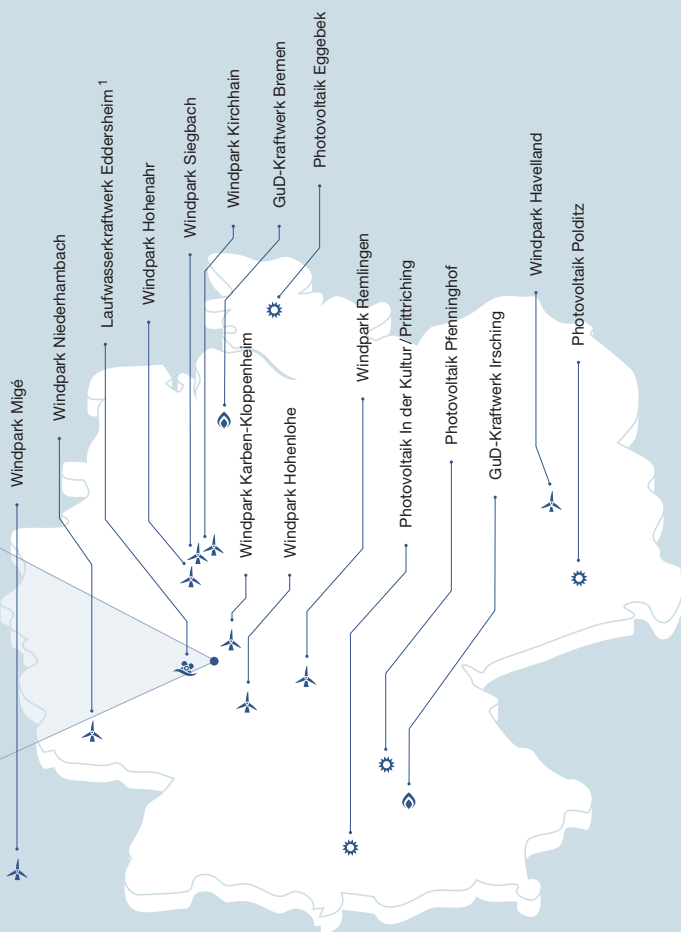 Windpark Migé
Windpark Niederhambach
Laufwasserkraftwerk Eddersheim 1
Windpark Hohenahr
Windpark Siegbach
Windpark Kirchhain
GuD-Kraftwerk Bremen
Photovoltaik Eggebek
Windpark Karben-Kloppenheim
Windpark Hohenlohe
Windpark Remlingen
Photovoltaik In der Kultur / Prittriching
Photovoltaik Pfenninghof
GuD-Kraftwerk Irsching
Windpark Havelland
Photovoltaik Polditz